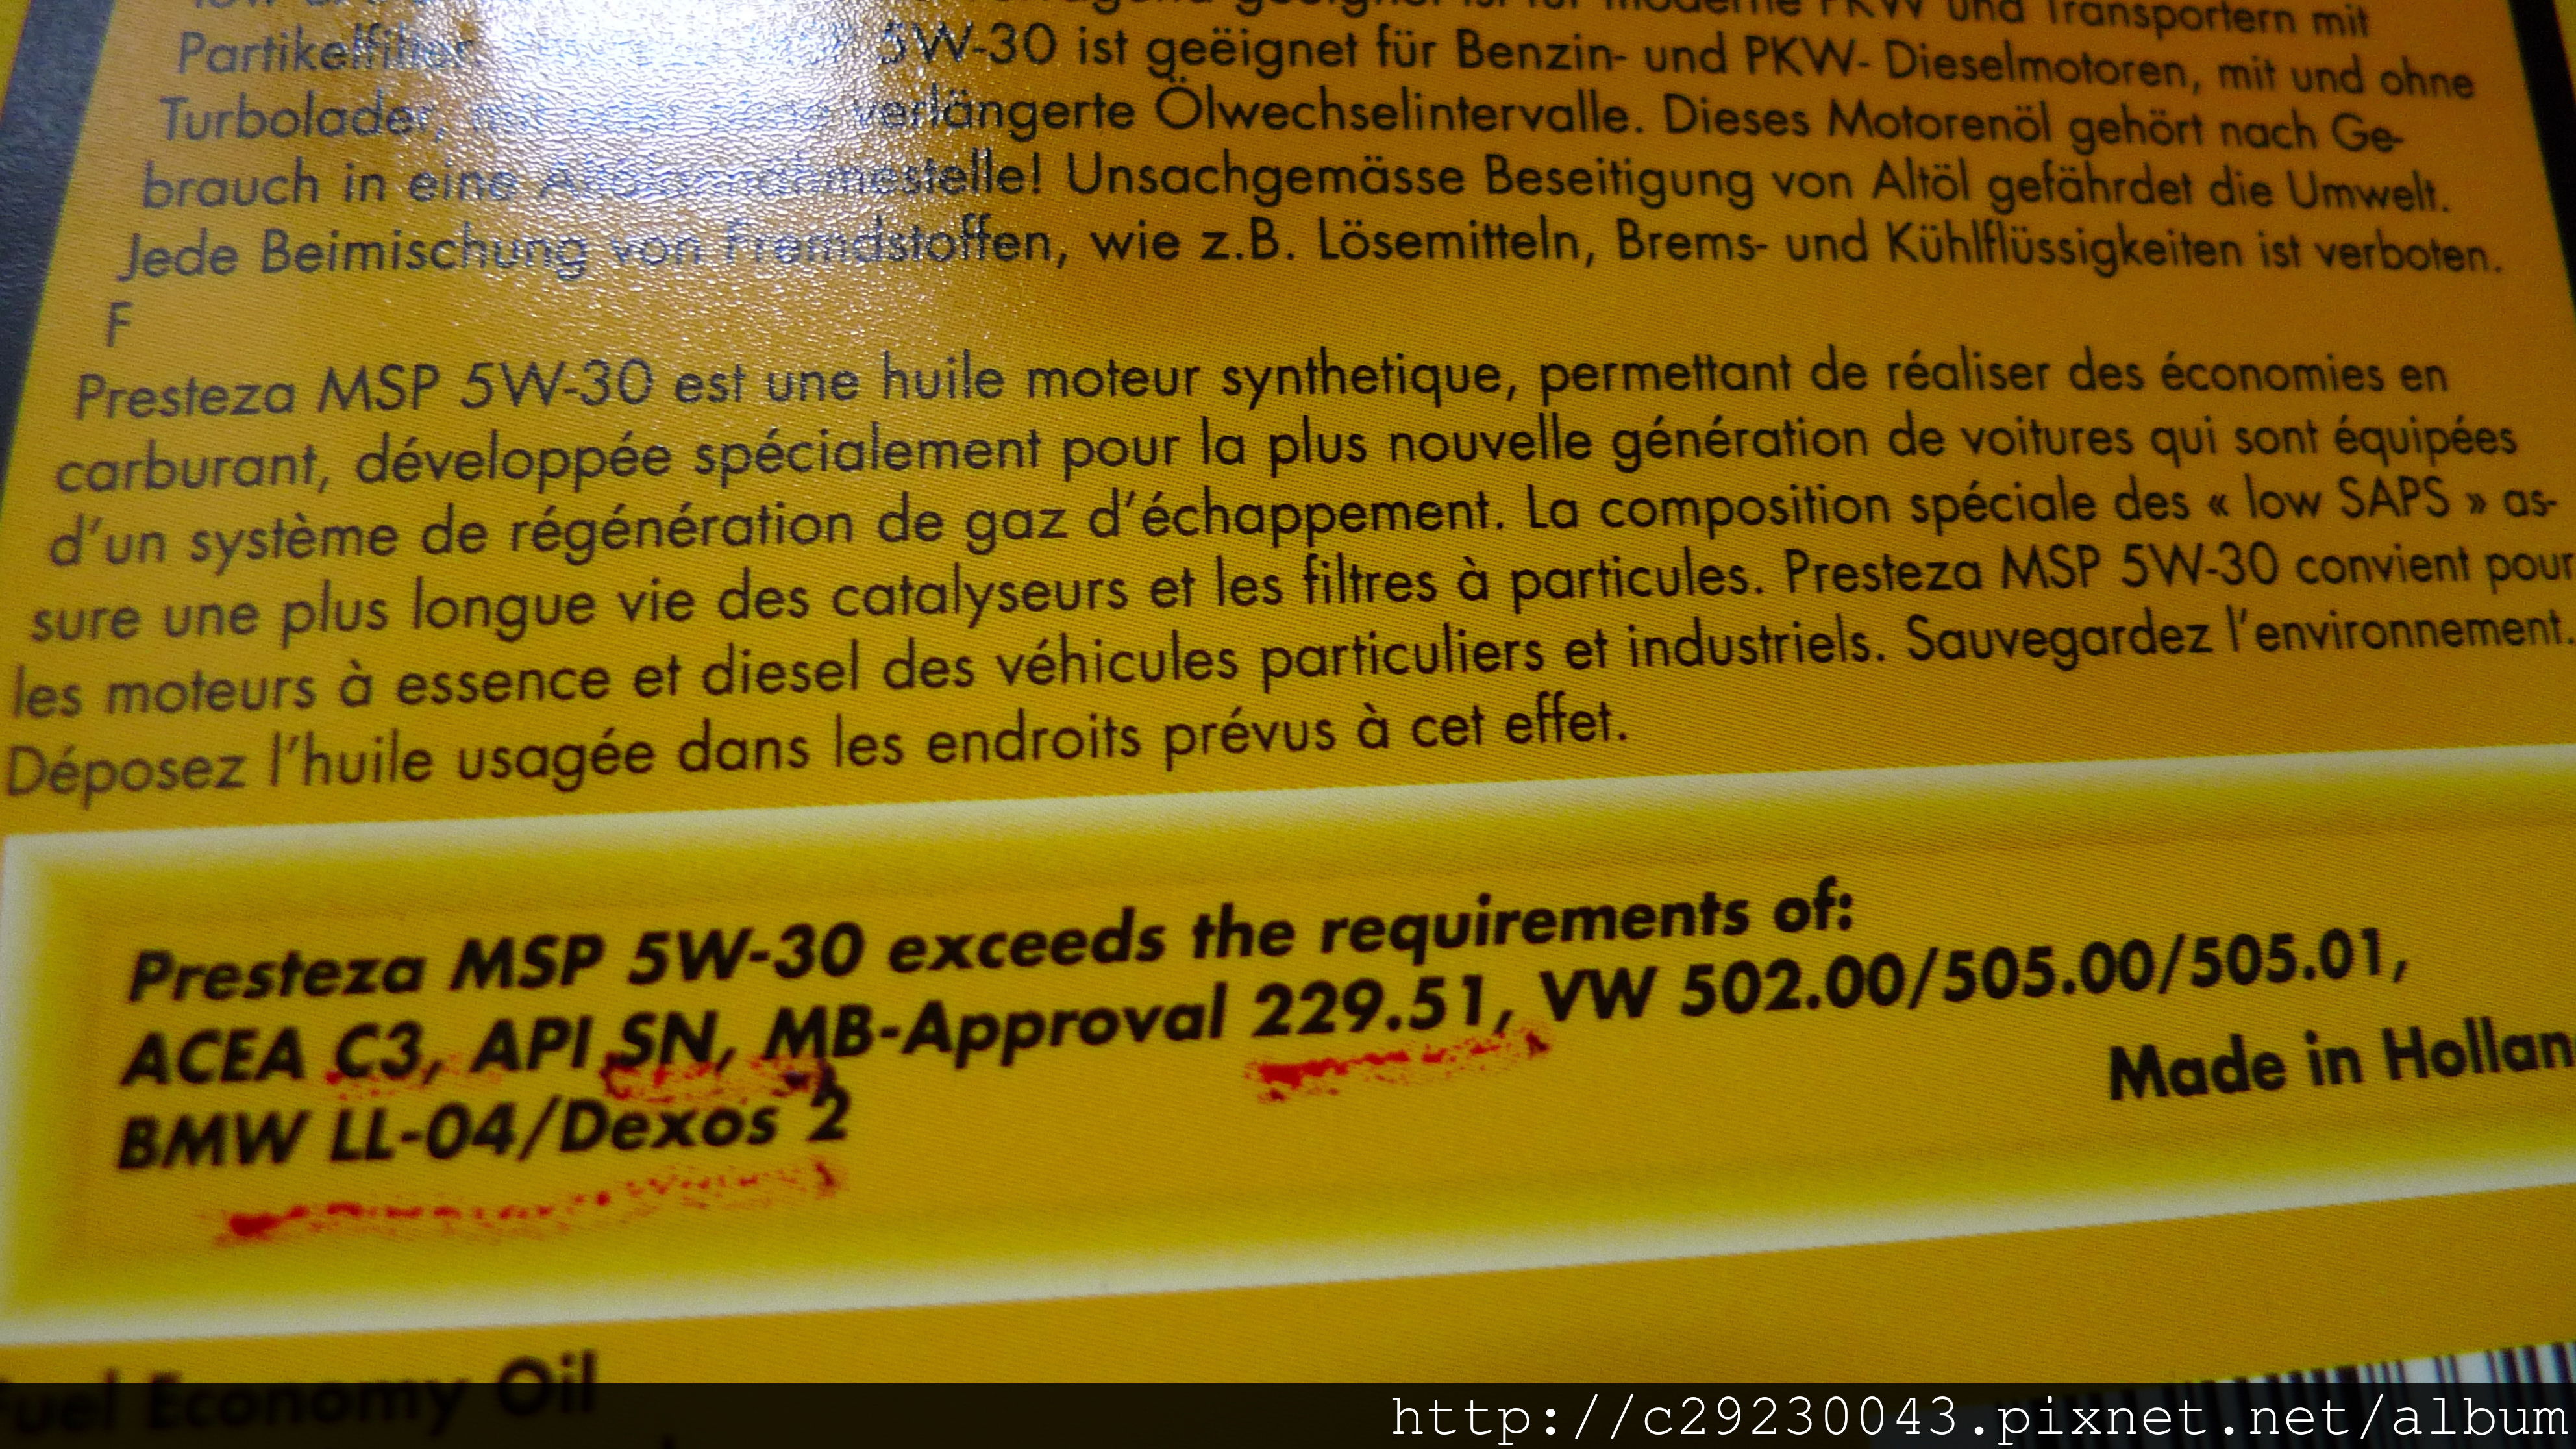 moderne PKW und Transportern mit
Partikelfilter. 5W-30 ist geëignet für Benzin- und PKW- Dieselmotoren, mit und ohne
Turbolader, verlängerte Ölwechselintervalle. Dieses Motorenöl gehört nach Ge-
brauch in eine Unsachgemässe Beseitigung von Altöl gefährdet die Umwelt.
Jede Beimischung von Fremdstoffen, wie z.B. Lösemitteln, Brems- und Kühlflüssigkeiten ist verboten.
F
Presteza MSP 5W-30 est une huile moteur synthetique, permettant de réaliser des économies en
carburant, développée spécialement pour la plus nouvelle génération de voitures qui sont équipées
d'un système de régénération de gaz d'échappement. La composition spéciale des « low SAPS » as-
sure une plus longue vie des catalyseurs et les filtres à particules. Presteza MSP 5W-30 convient pour
les moteurs à essence et diesel des véhicules particuliers et industriels. Sauvegardez l'environnement.
Déposez l'huile usagée dans les endroits prévus à cet effet.
Presteza MSP 5W-30 exceeds the requirements of:
ACEA C3, API SN, MB-Approval 229.51, VW 502.00/505.00/505.01,
BMW LL-04/Dexos 2
Made in Hollan
Fuel Economy Oil
http://c29230043.pixnet.net/album